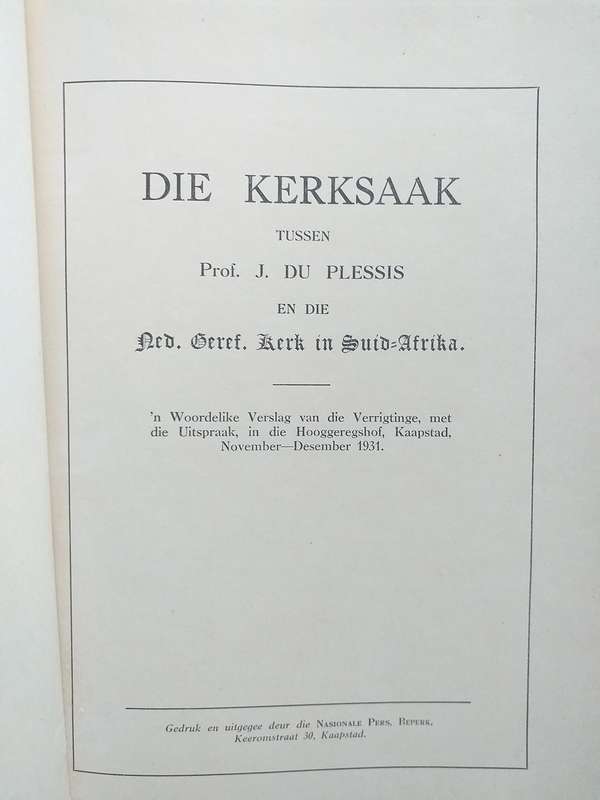 DIE KERKSAAK
TUSSEN
Prof. J. DU PLESSIS
EN DIE
Ned. Geref. Kerk in Suid-Afrika.
'n Woordelike Verslag van die Verrigtinge, met
die Uitspraak, in die Hooggeregshof, Kaapstad,
November—Desember 1931.
Gedruk en uitgegee deur die NASIONALE PERS, BEPERK,
Keeromstraat 30, Kaapstad.